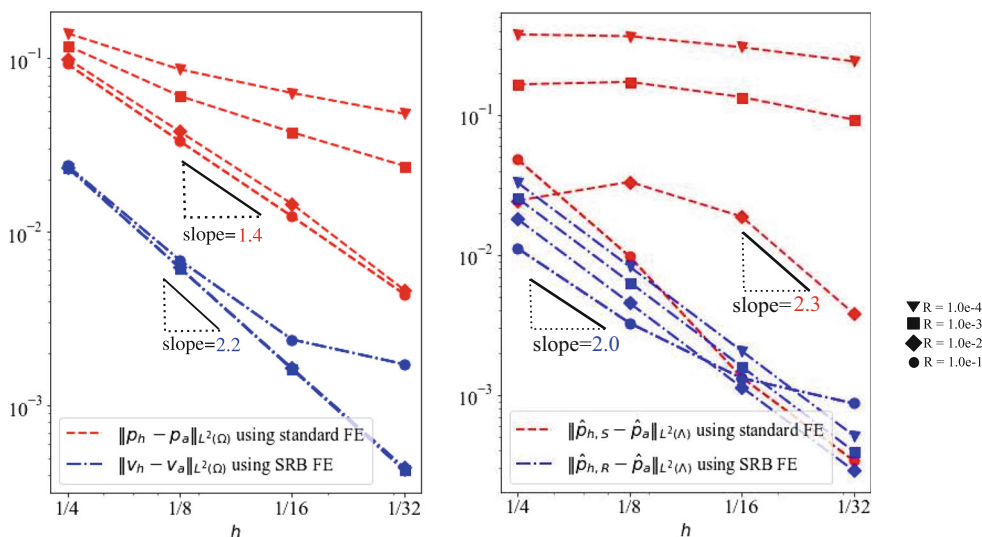 10⁻¹
10⁻²
10⁻³
slope=1.4
slope=2.2
‖p_h − p_a‖_{L²(Ω)} using standard FE
‖v_h − v_a‖_{L²(Ω)} using SRB FE
1/4 1/8 1/16 1/32
h
10⁻¹
10⁻²
10⁻³
slope=2.3
slope=2.0
‖p̂_{h,S} − p̂_a‖_{L²(Λ)} using standard FE
‖p̂_{h,R} − p̂_a‖_{L²(Λ)} using SRB FE
1/4 1/8 1/16 1/32
h
R = 1.0e-4
R = 1.0e-3
R = 1.0e-2
R = 1.0e-1